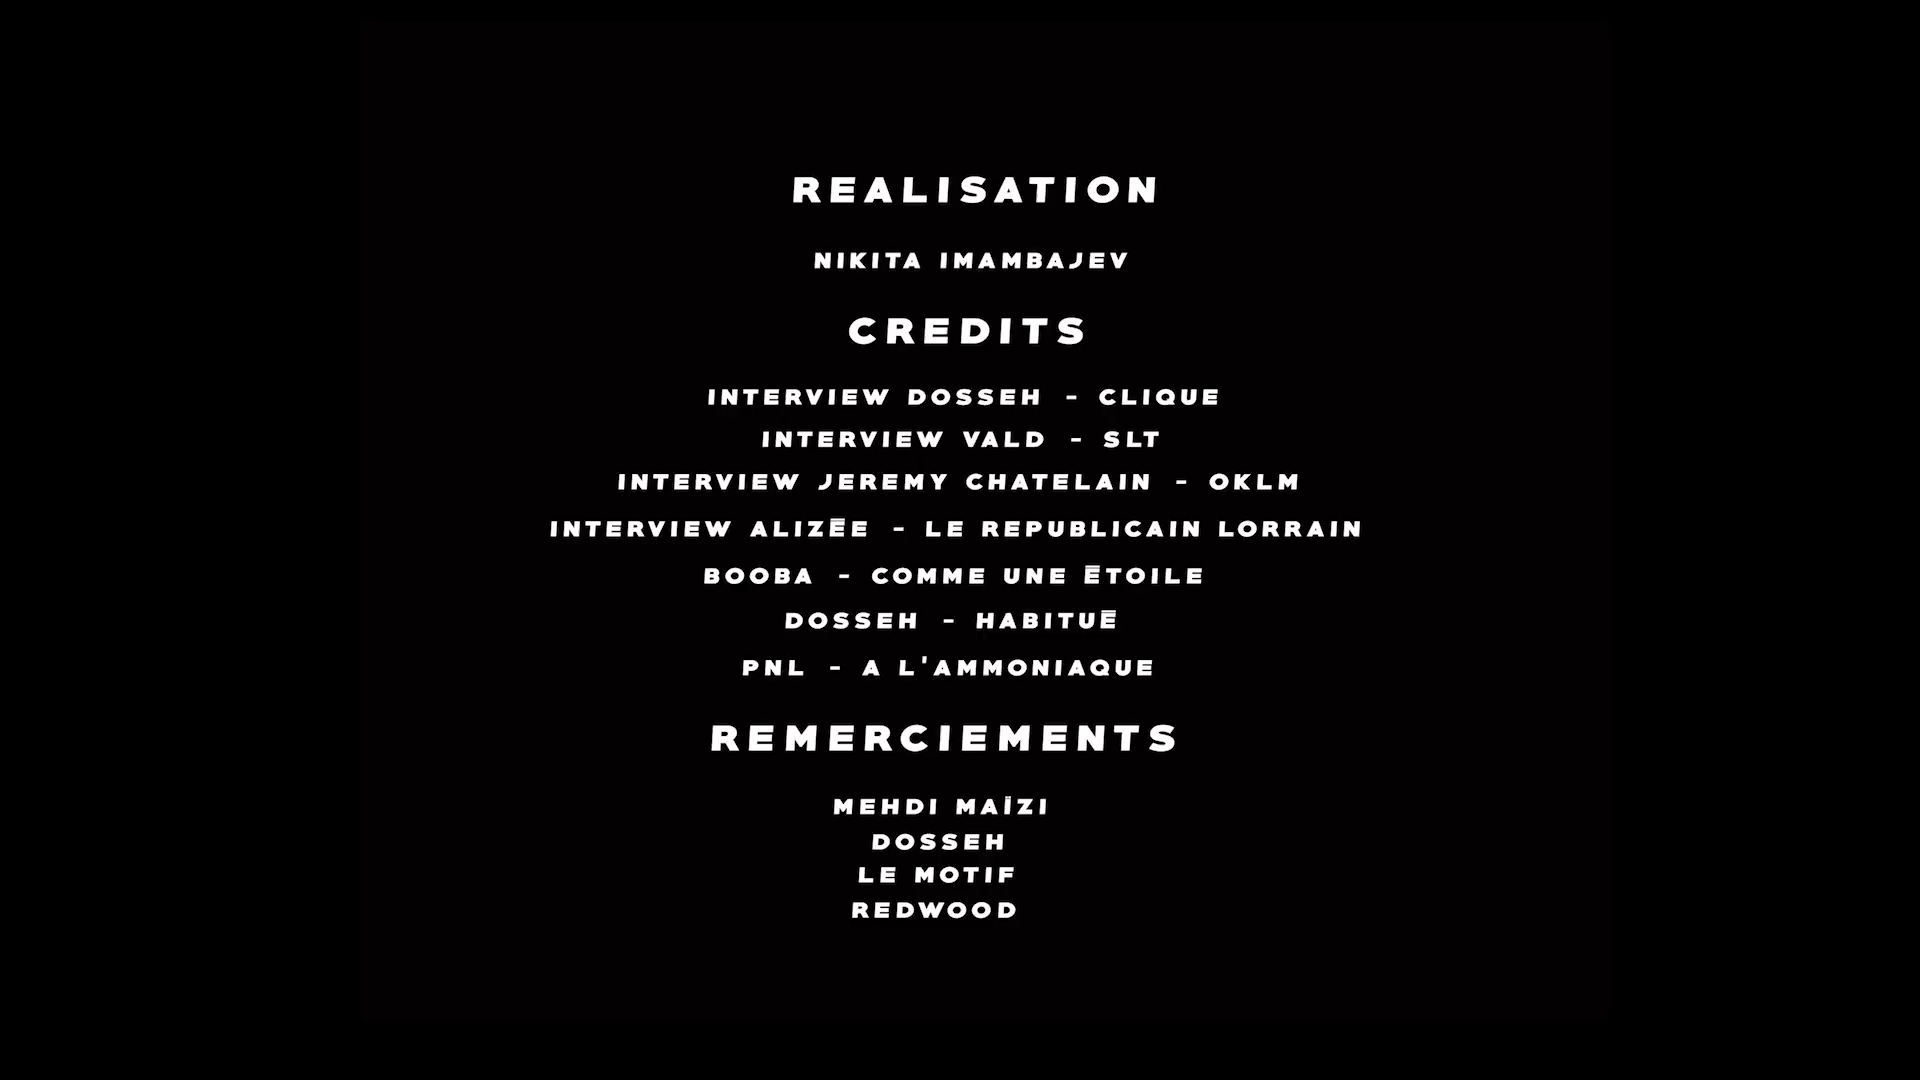 REALISATION
NIKITA IMAMBAJEV
CREDITS
INTERVIEW DOSSEH - CLIQUE
INTERVIEW VALD - SLT
INTERVIEW JEREMY CHATELAIN - OKLM
INTERVIEW ALIZÉE - LE REPUBLICAIN LORRAIN
BOOBA - COMME UNE ÉTOILE
DOSSEH - HABITUÉ
PNL - A L'AMMONIAQUE
REMERCIEMENTS
MEHDI MAÏZI
DOSSEH
LE MOTIF
REDWOOD